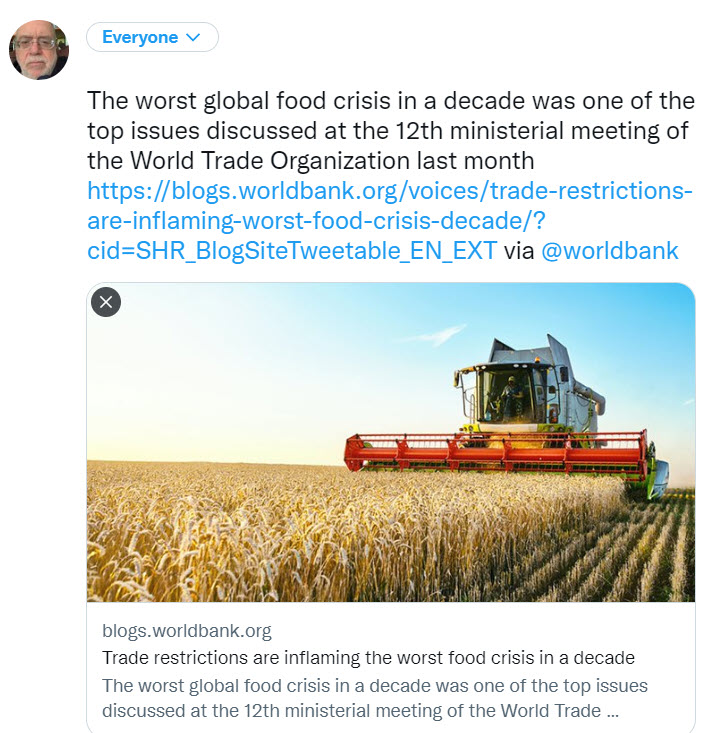 Everyone
The worst global food crisis in a decade was one of the
top issues discussed at the 12th ministerial meeting of
the World Trade Organization last month
https://blogs.worldbank.org/voices/trade-restrictions-
are-inflaming-worst-food-crisis-decade/?
cid=SHR_BlogSiteTweetable_EN_EXT via @worldbank
blogs.worldbank.org
Trade restrictions are inflaming the worst food crisis in a decade
The worst global food crisis in a decade was one of the top issues
discussed at the 12th ministerial meeting of the World Trade ...